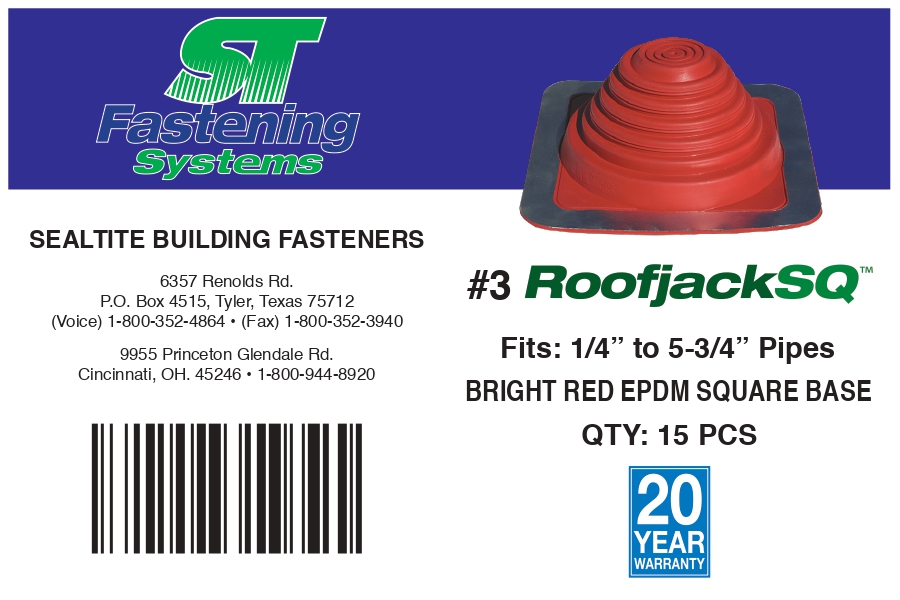 ST
Fastening
Systems
SEALTITE BUILDING FASTENERS
6357 Renolds Rd.
P.O. Box 4515, Tyler, Texas 75712
(Voice) 1-800-352-4864 • (Fax) 1-800-352-3940
9955 Princeton Glendale Rd.
Cincinnati, OH. 45246 • 1-800-944-8920
#3 RoofjackSQ™
Fits: 1/4” to 5-3/4” Pipes
BRIGHT RED EPDM SQUARE BASE
QTY: 15 PCS
20
YEAR
WARRANTY